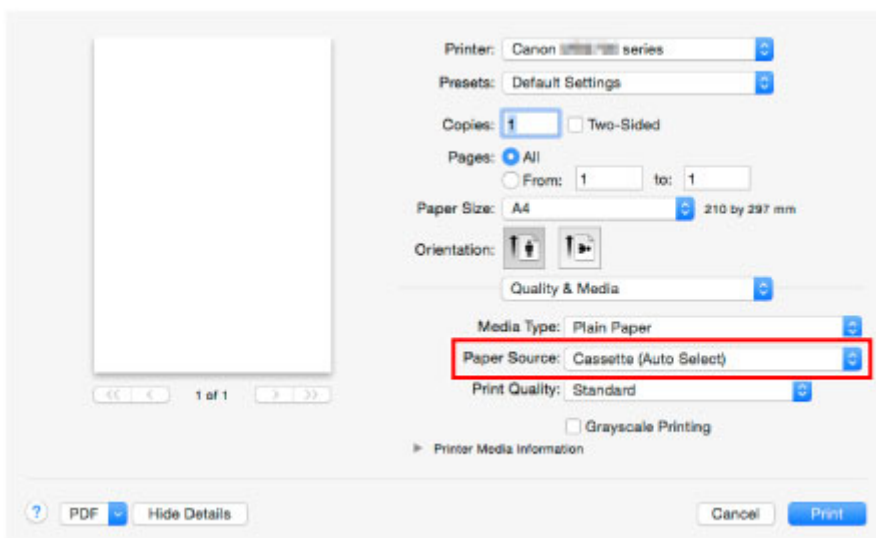 Printer: Canon series
Presets: Default Settings
Copies: 1 Two-Sided
Pages: All
From: 1 to: 1
Paper Size: A4 210 by 297 mm
Orientation:
Quality & Media
Media Type: Plain Paper
Paper Source: Cassette (Auto Select)
Print Quality: Standard
Grayscale Printing
Printer Media Information
1 of 1
? PDF Hide Details Cancel Print